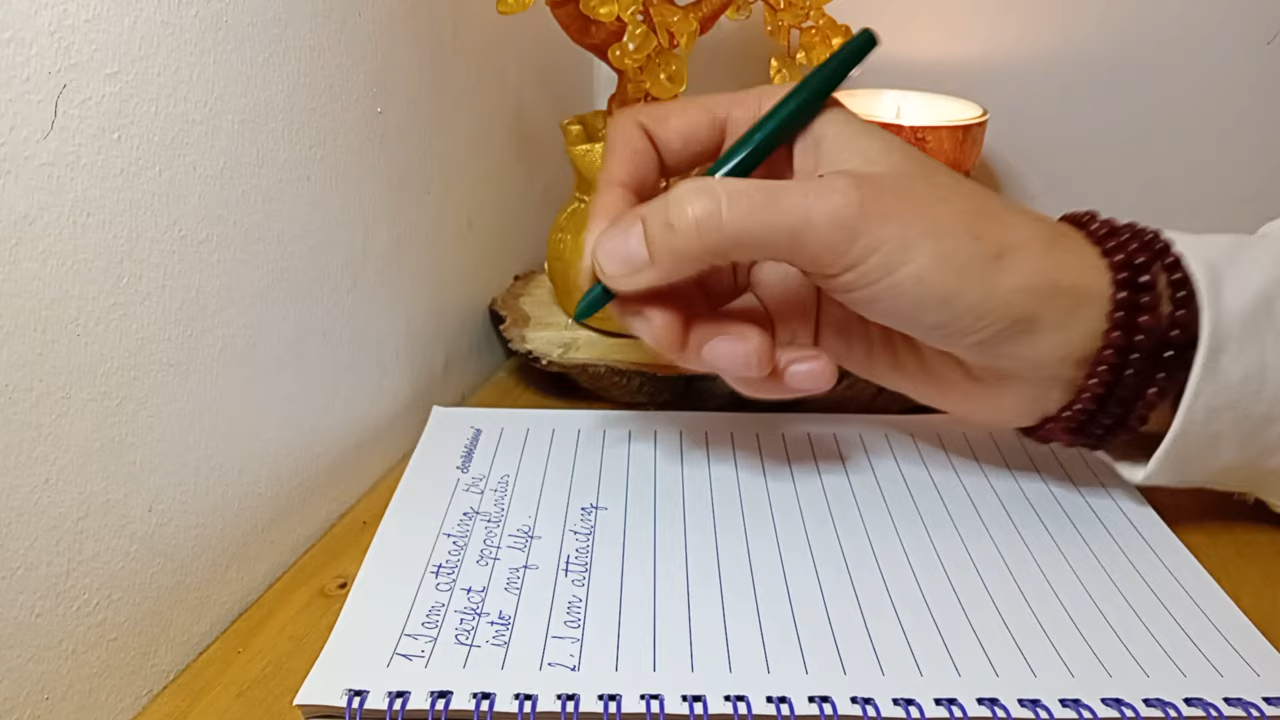 1. I am attracting the
perfect opportunities
into my life.
2. I am attracting